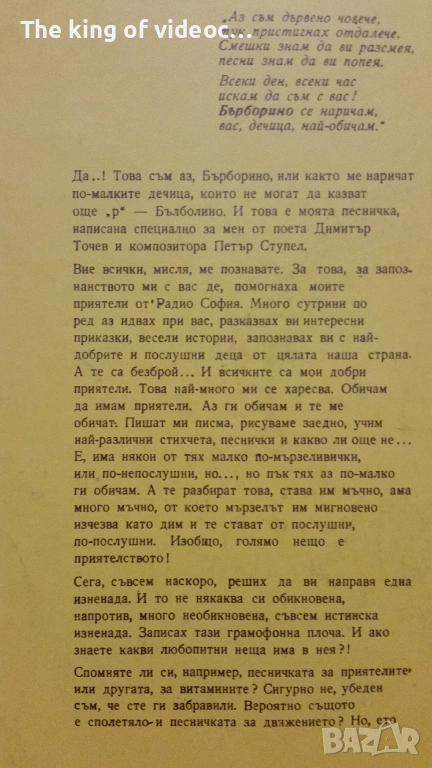 The king of videoc...
„Аз съм дървено човече,
тук пристигнах отдалече.
Смешки знам да ви разсмея,
песни знам да ви попея.
Всеки ден, всеки час
искам да съм с вас!
Бърборино се наричам,
вас, дечица, най-обичам."
Да..! Това съм аз, Бърборино, или както ме наричат
по-малките дечица, които не могат да казват
още „р" — Бълболино. И това е моята песничка,
написана специално за мен от поета Димитър
Точев и композитора Петър Ступел.
Вие всички, мисля, ме познавате. За това, за запоз-
нанството ми с вас де, помогнаха моите
приятели от Радио София. Много сутрини по
ред аз идвах при вас, разказвах ви интересни
приказки, весели истории, запознавах ви с най-
добрите и послушни деца от цялата наша страна.
А те са безброй... И всичките са мои добри
приятели. Това най-много ми се харесва. Обичам
да имам приятели. Аз ги обичам и те ме
обичат. Пишат ми писма, рисуваме заедно, учим
най-различни стихчета, песнички и какво ли още не...
Е, има някои от тях малко по-мързеливички,
или по-непослушни, но..., но пък тях аз по-малко
ги обичам. А те разбират това, става им мъчно, ама
много мъчно, от което мързелът им мигновено
изчезва като дим и те стават от послушни,
по-послушни. Изобщо, голямо нещо е
приятелството!
Сега, съвсем наскоро, реших да ви направя една
изненада. И то не някаква си обикновена,
напротив, много необикновена, съвсем истинска
изненада. Записах тази грамофонна плоча. И ако
знаете какви любопитни неща има в нея?!
Спомняте ли си, например, песничката за приятелите
или другата, за витамините? Сигурно не, убеден
съм, че сте ги забравили. Вероятно същото
е сполетяло и песничката за движението? Но, ето
BAZAR